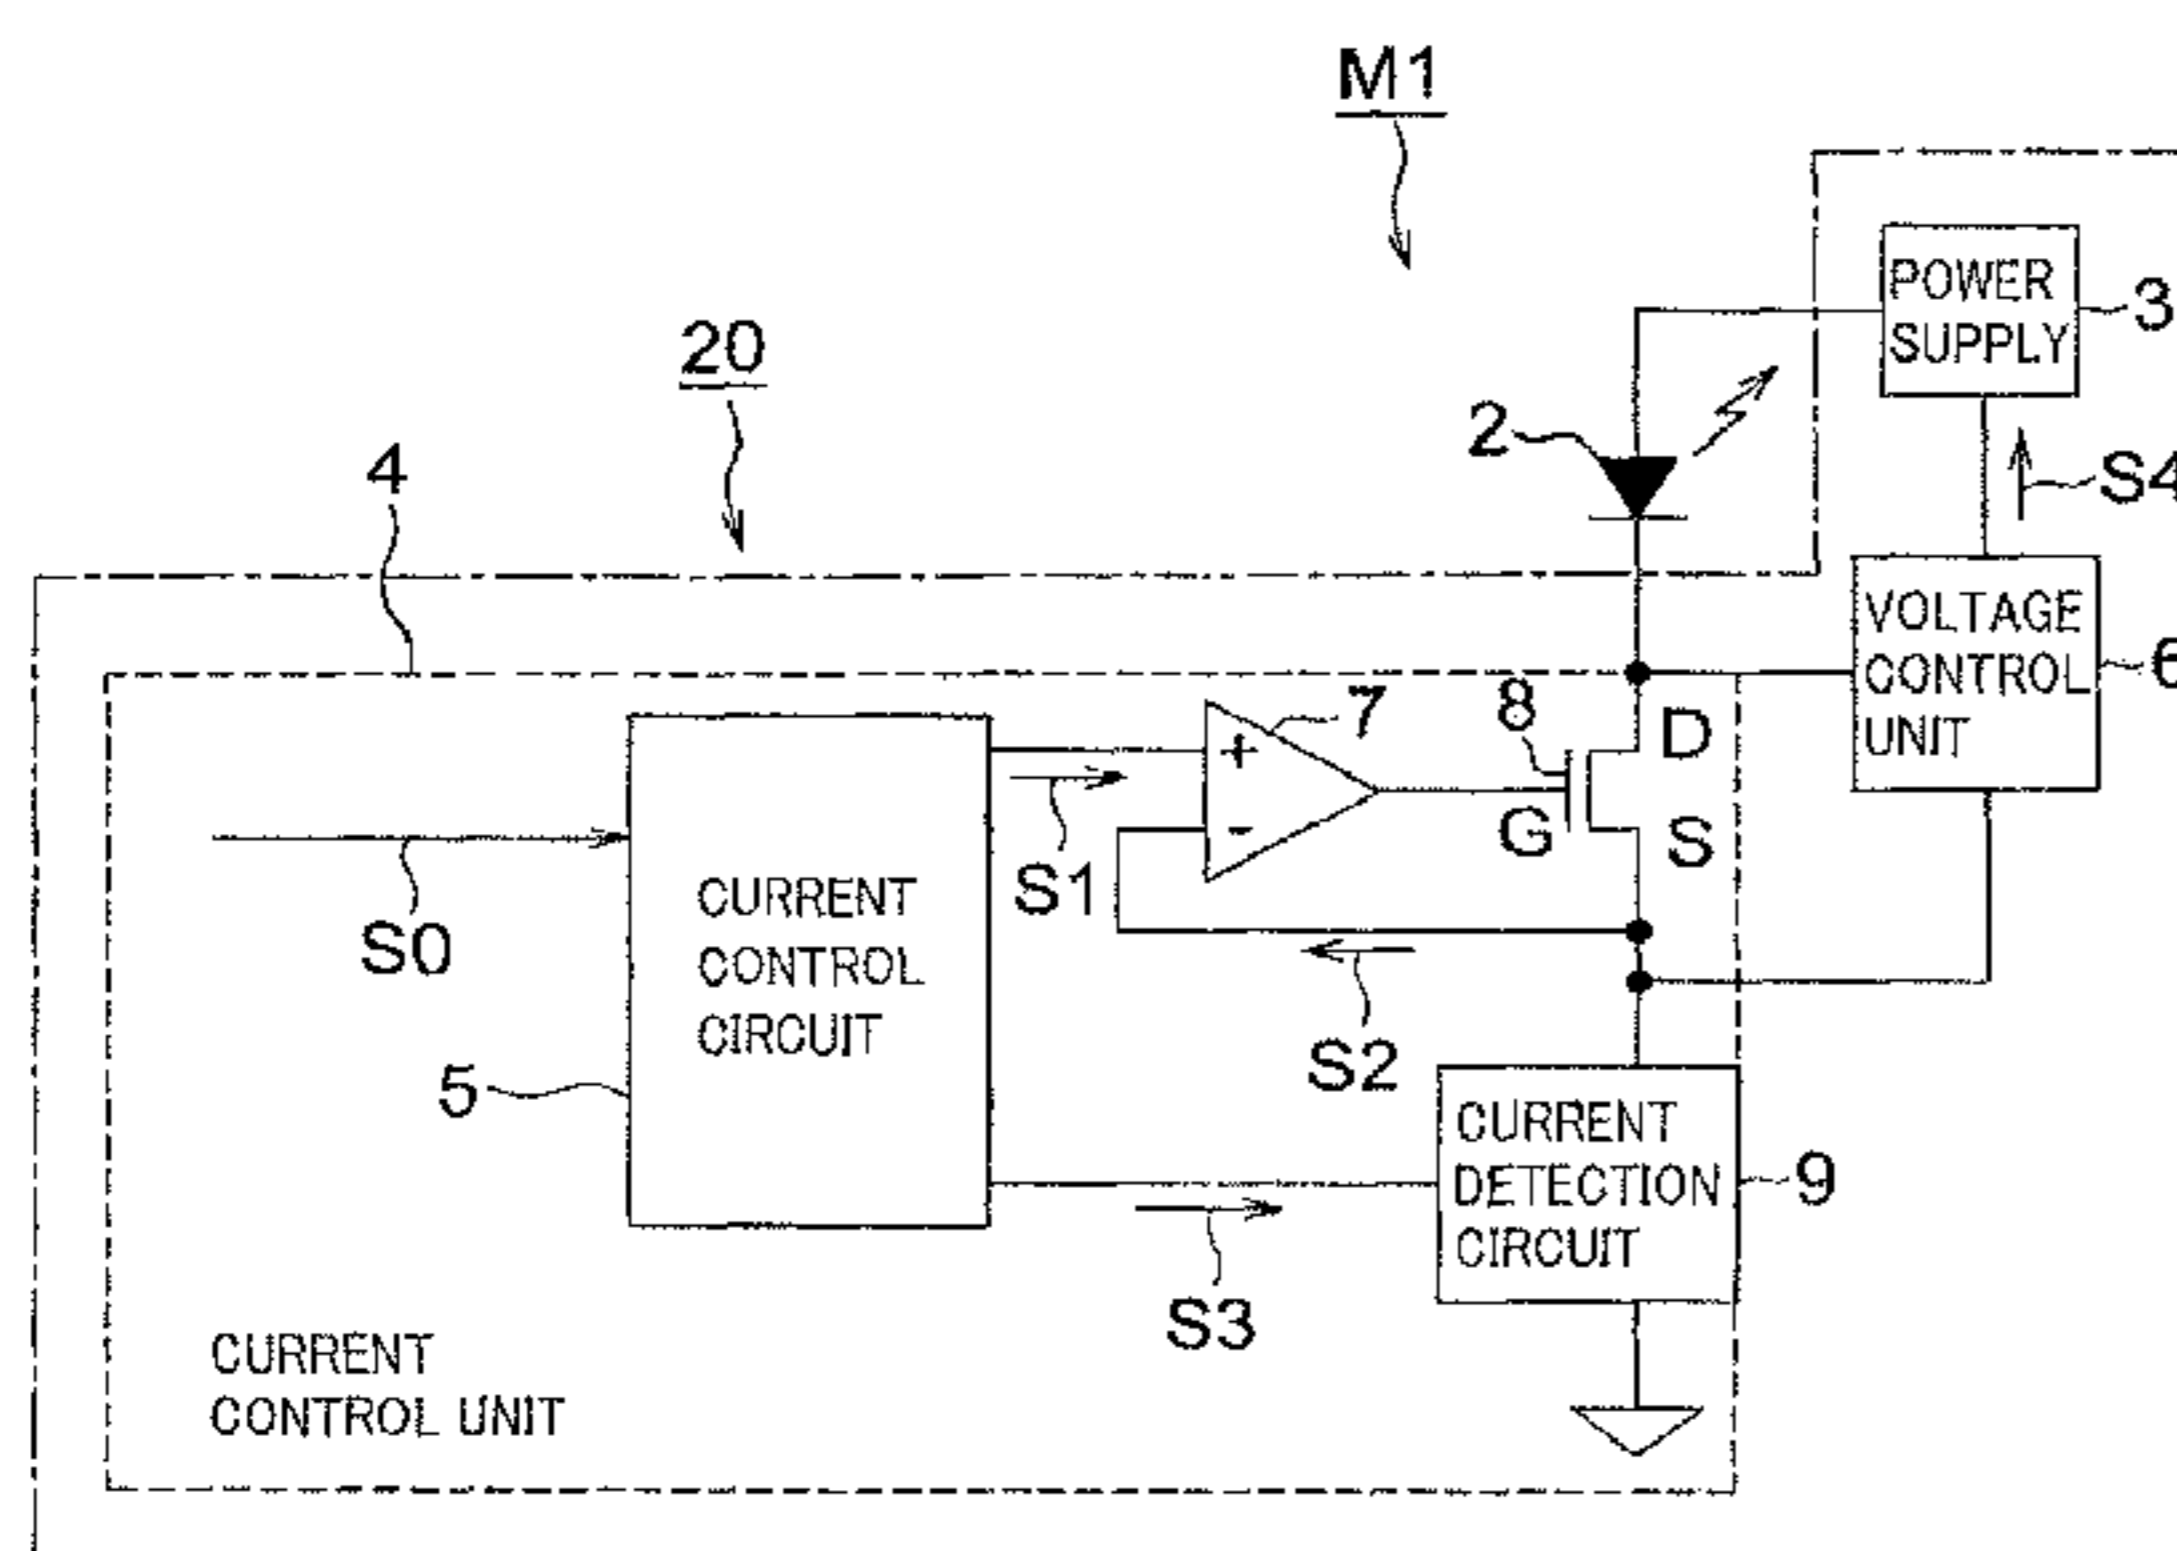 M1
POWER
SUPPLY
3
20
2
4
S4
VOLTAGE
CONTROL
UNIT
6
7
8
D
+
-
G
S
S1
S0
CURRENT
CONTROL
CIRCUIT
S2
5
CURRENT
DETECTION
CIRCUIT
9
S3
CURRENT
CONTROL UNIT